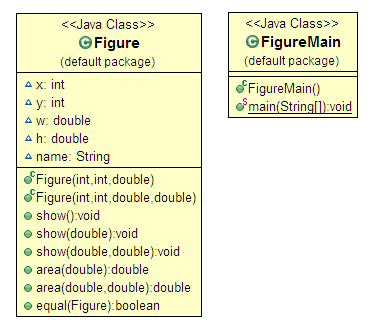 <<Java Class>>
Figure
(default package)
x: int
y: int
w: double
h: double
name: String
Figure(int,int,double)
Figure(int,int,double,double)
show():void
show(double):void
show(double,double):void
area(double):double
area(double,double):double
equal(Figure):boolean
<<Java Class>>
FigureMain
(default package)
FigureMain()
main(String[]):void